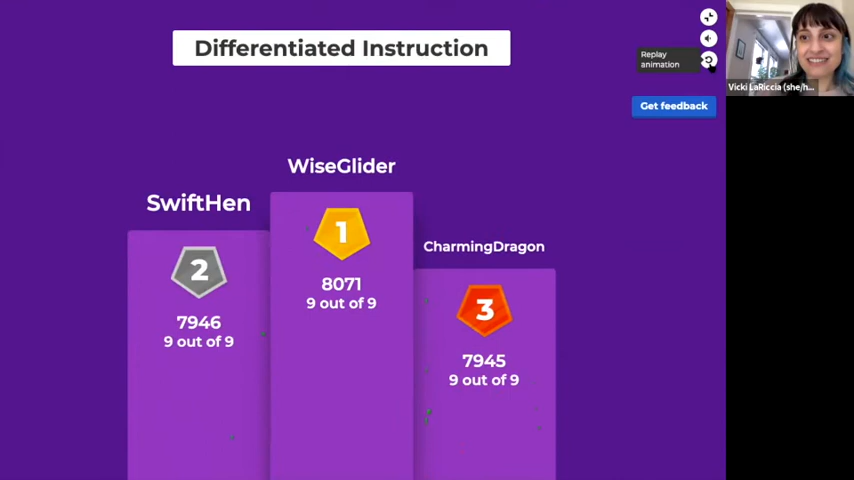 Differentiated Instruction
Replay
animation
Vicki LaRiccia (she/h...
Get feedback
WiseGlider
SwiftHen
CharmingDragon
1
8071
9 out of 9
2
7946
9 out of 9
3
7945
9 out of 9